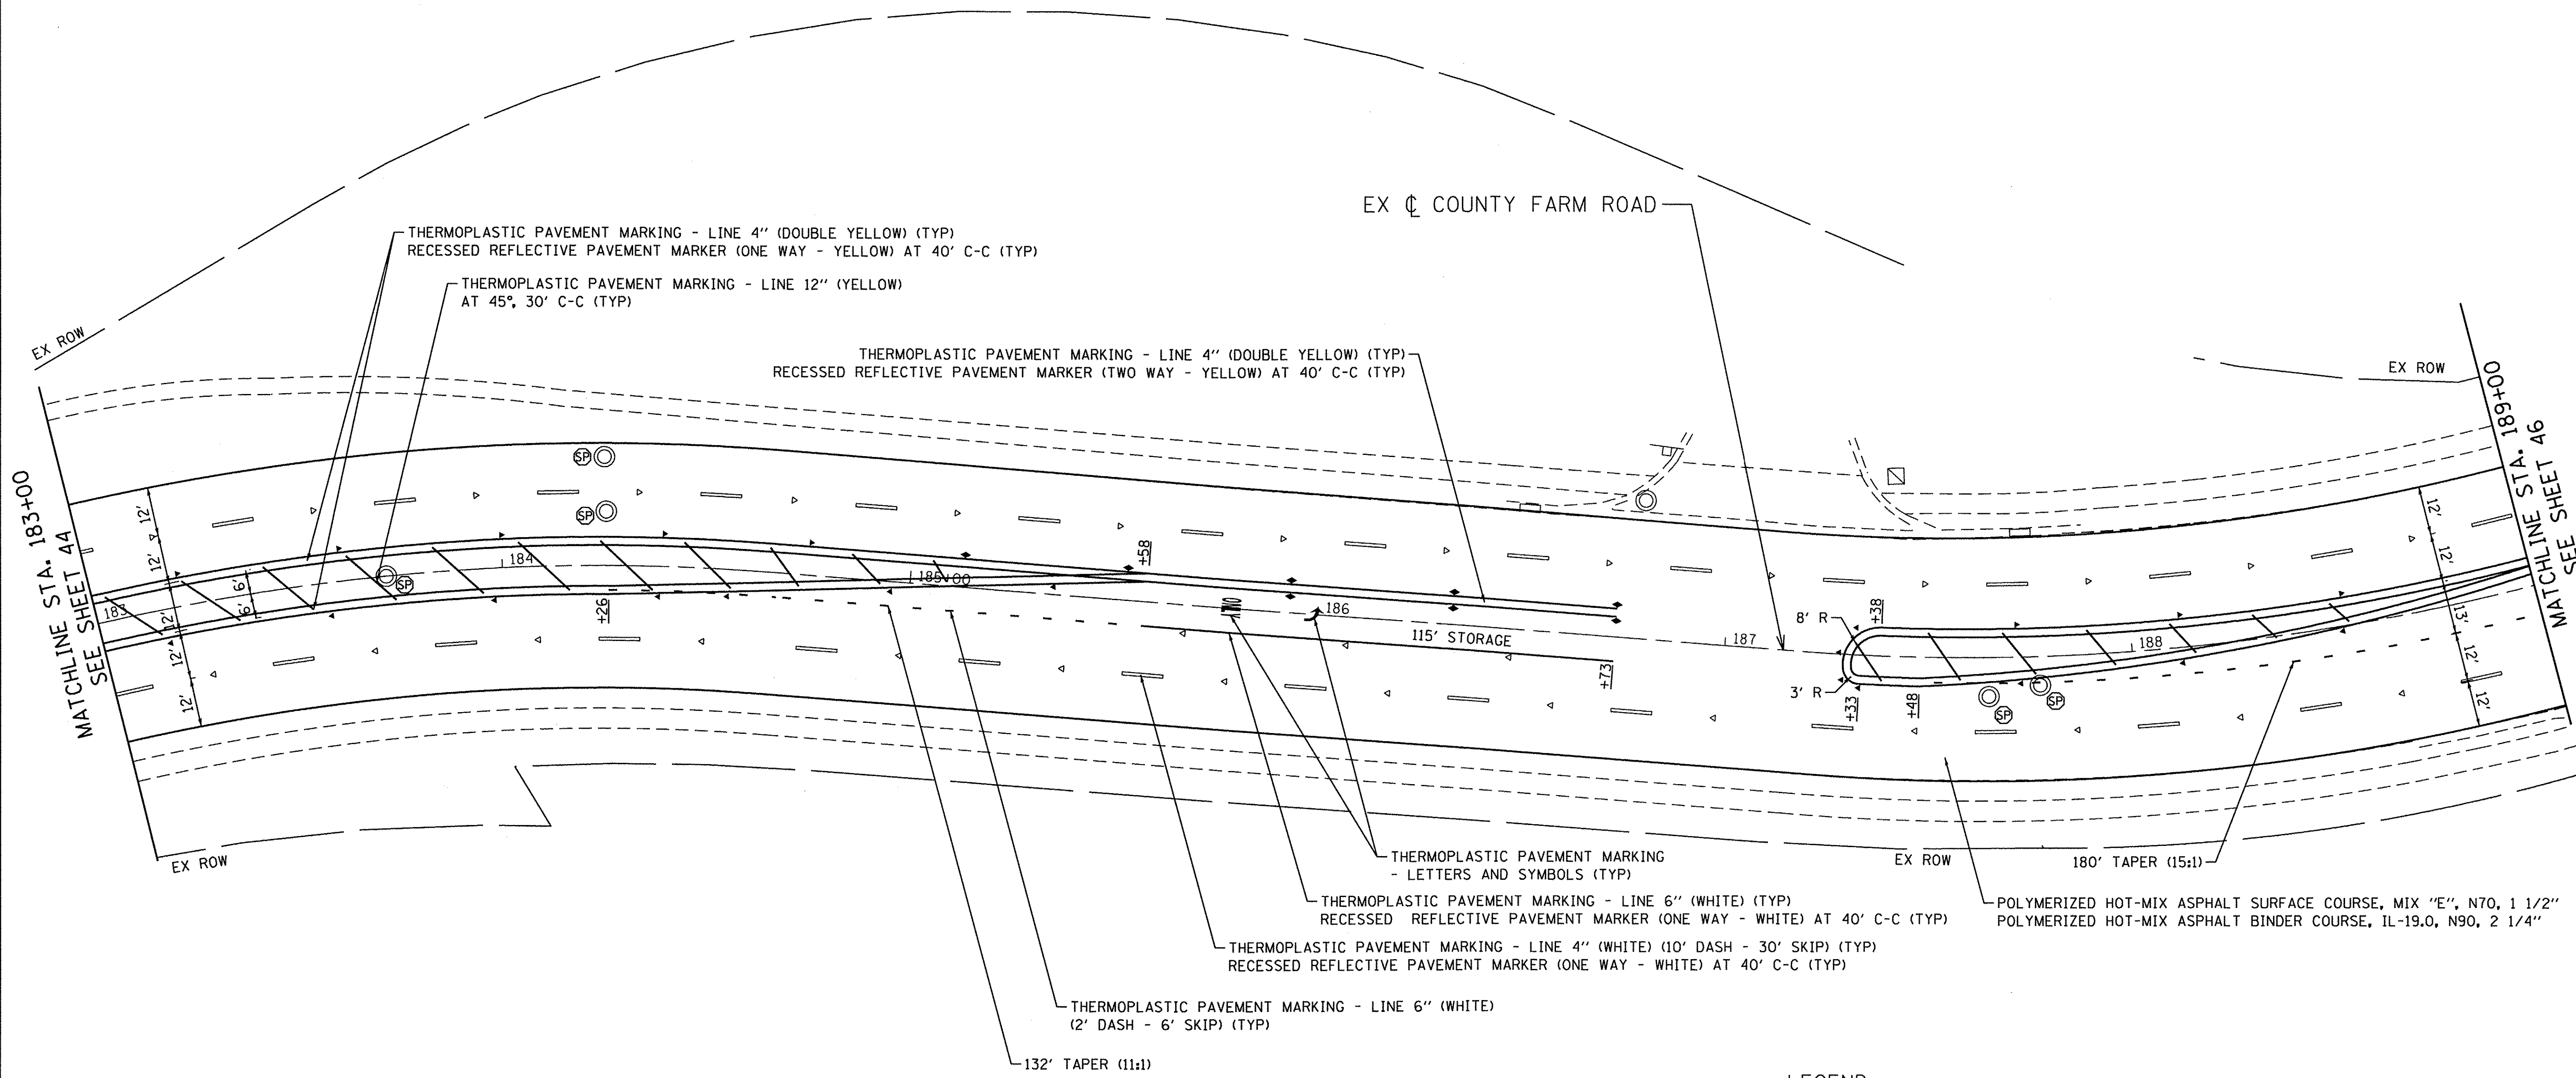 EX ℄ COUNTY FARM ROAD
THERMOPLASTIC PAVEMENT MARKING - LINE 4" (DOUBLE YELLOW) (TYP)
RECESSED REFLECTIVE PAVEMENT MARKER (ONE WAY - YELLOW) AT 40' C-C (TYP)
THERMOPLASTIC PAVEMENT MARKING - LINE 12" (YELLOW)
AT 45°, 30' C-C (TYP)
EX ROW
THERMOPLASTIC PAVEMENT MARKING - LINE 4" (DOUBLE YELLOW) (TYP)
RECESSED REFLECTIVE PAVEMENT MARKER (TWO WAY - YELLOW) AT 40' C-C (TYP)
EX ROW
MATCHLINE STA. 183+00
SEE SHEET 44
MATCHLINE STA. 189+00
SEE SHEET 46
SP
SP
SP
12'
12'
6'
6'
12'
12'
12'
183
184
185+00
+26
+58
ONLY
186
115' STORAGE
+73
187
8' R
3' R
+38
+33
+48
188
SP
SP
12'
12'
13'
12'
12'
EX ROW
THERMOPLASTIC PAVEMENT MARKING
- LETTERS AND SYMBOLS (TYP)
EX ROW
180' TAPER (15:1)
THERMOPLASTIC PAVEMENT MARKING - LINE 6" (WHITE) (TYP)
RECESSED REFLECTIVE PAVEMENT MARKER (ONE WAY - WHITE) AT 40' C-C (TYP)
POLYMERIZED HOT-MIX ASPHALT SURFACE COURSE, MIX "E", N70, 1 1/2"
POLYMERIZED HOT-MIX ASPHALT BINDER COURSE, IL-19.0, N90, 2 1/4"
THERMOPLASTIC PAVEMENT MARKING - LINE 4" (WHITE) (10' DASH - 30' SKIP) (TYP)
RECESSED REFLECTIVE PAVEMENT MARKER (ONE WAY - WHITE) AT 40' C-C (TYP)
THERMOPLASTIC PAVEMENT MARKING - LINE 6" (WHITE)
(2' DASH - 6' SKIP) (TYP)
132' TAPER (11:1)